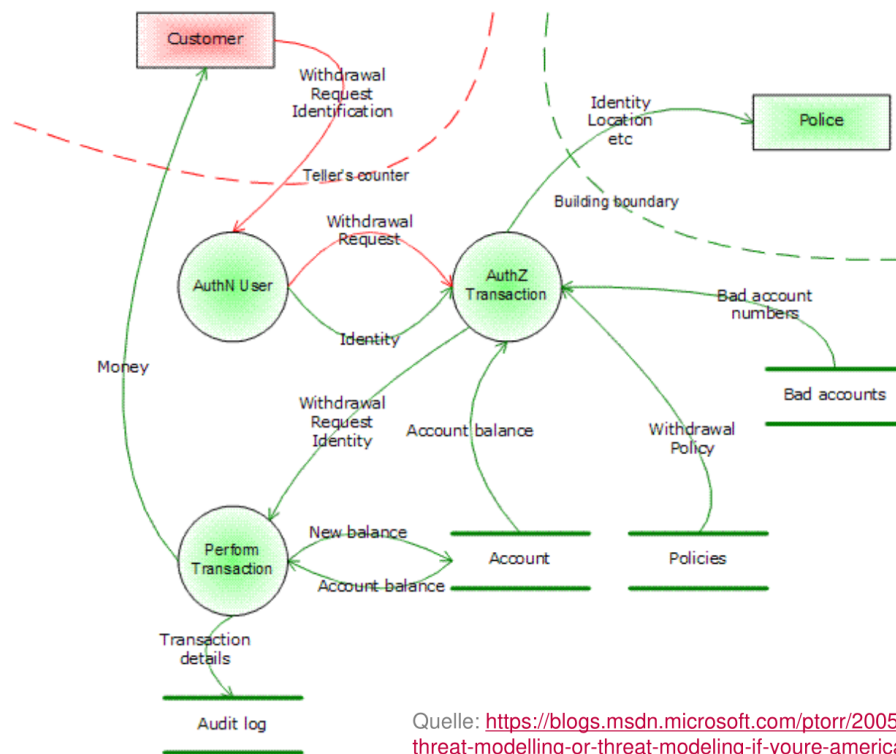 Customer
Withdrawal
Request
Identification
Identity
Location
etc
Police
Teller's counter
Building boundary
Withdrawal
Request
AuthN User
AuthZ
Transaction
Identity
Bad account
numbers
Money
Bad accounts
Withdrawal
Request
Identity
Account balance
Withdrawal
Policy
New balance
Perform
Transaction
Account
Policies
Account balance
Transaction
details
Audit log
Quelle: https://blogs.msdn.microsoft.com/ptorr/2005
threat-modelling-or-threat-modeling-if-youre-america